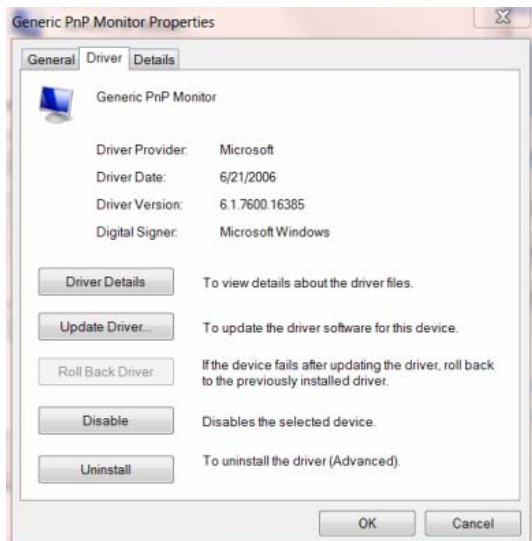 Generic PnP Monitor Properties
General Driver Details
Generic PnP Monitor
Driver Provider: Microsoft
Driver Date: 6/21/2006
Driver Version: 6.1.7600.16385
Digital Signer: Microsoft Windows
Driver Details To view details about the driver files.
Update Driver... To update the driver software for this device.
Roll Back Driver If the device fails after updating the driver, roll back
to the previously installed driver.
Disable Disables the selected device.
Uninstall To uninstall the driver (Advanced).
OK Cancel